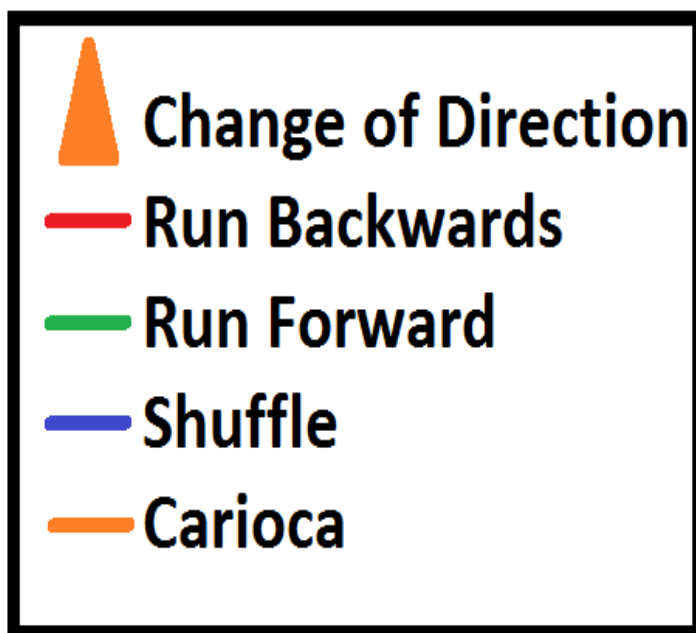 Change of Direction
Run Backwards
Run Forward
Shuffle
Carioca